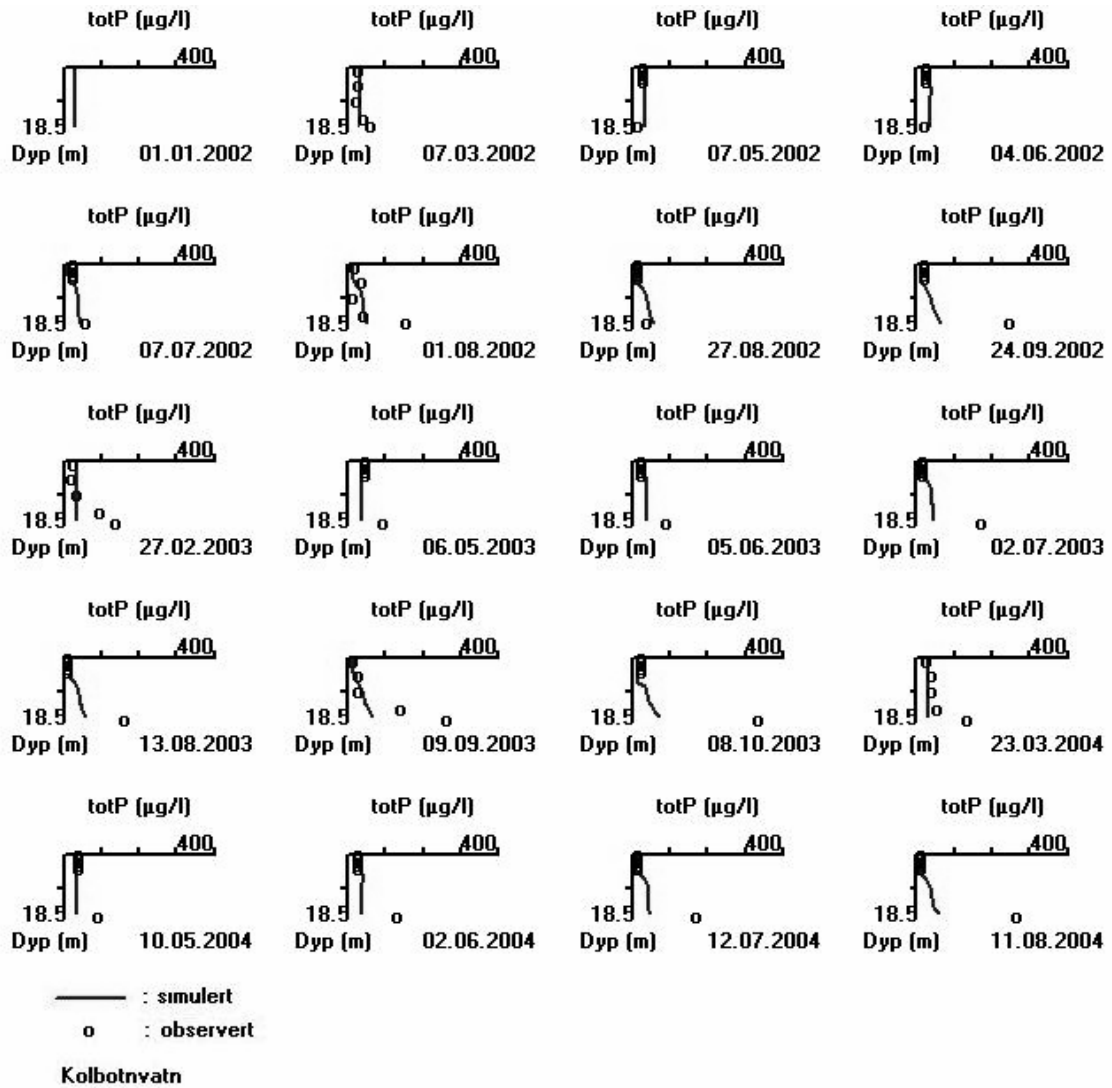 totP (µg/l) totP (µg/l) totP (µg/l) totP (µg/l)
400 400 400 400
18.5 18.5 18.5 18.5
Dyp (m) 01.01.2002 Dyp (m) 07.03.2002 Dyp (m) 07.05.2002 Dyp (m) 04.06.2002
totP (µg/l) totP (µg/l) totP (µg/l) totP (µg/l)
400 400 400 400
18.5 18.5 18.5 18.5
Dyp (m) 07.07.2002 Dyp (m) 01.08.2002 Dyp (m) 27.08.2002 Dyp (m) 24.09.2002
totP (µg/l) totP (µg/l) totP (µg/l) totP (µg/l)
400 400 400 400
18.5 18.5 18.5 18.5
Dyp (m) 27.02.2003 Dyp (m) 06.05.2003 Dyp (m) 05.06.2003 Dyp (m) 02.07.2003
totP (µg/l) totP (µg/l) totP (µg/l) totP (µg/l)
400 400 400 400
18.5 18.5 18.5 18.5
Dyp (m) 13.08.2003 Dyp (m) 09.09.2003 Dyp (m) 08.10.2003 Dyp (m) 23.03.2004
totP (µg/l) totP (µg/l) totP (µg/l) totP (µg/l)
400 400 400 400
18.5 18.5 18.5 18.5
Dyp (m) 10.05.2004 Dyp (m) 02.06.2004 Dyp (m) 12.07.2004 Dyp (m) 11.08.2004
: simulert
o : observert
Kolbotnvatn